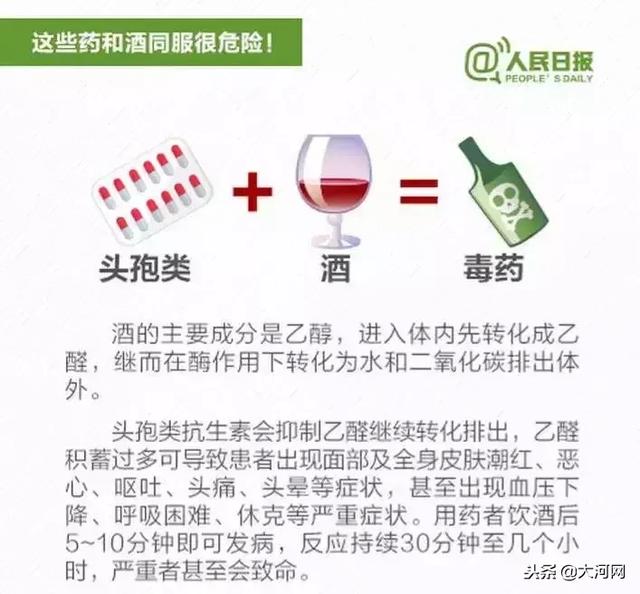 这些药和酒同服很危险！
@人民日报
PEOPLE'S DAILY
头孢类 + 酒 = 毒药
酒的主要成分是乙醇，进入体内先转化成乙
醛，继而在酶作用下转化为水和二氧化碳排出体
外。
头孢类抗生素会抑制乙醛继续转化排出，乙醛
积蓄过多可导致患者出现面部及全身皮肤潮红、恶
心、呕吐、头痛、头晕等症状，甚至出现血压下
降、呼吸困难、休克等严重症状。用药者饮酒后
5~10分钟即可发病，反应持续30分钟至几个小
时，严重者甚至会致命。
头条 @大河网